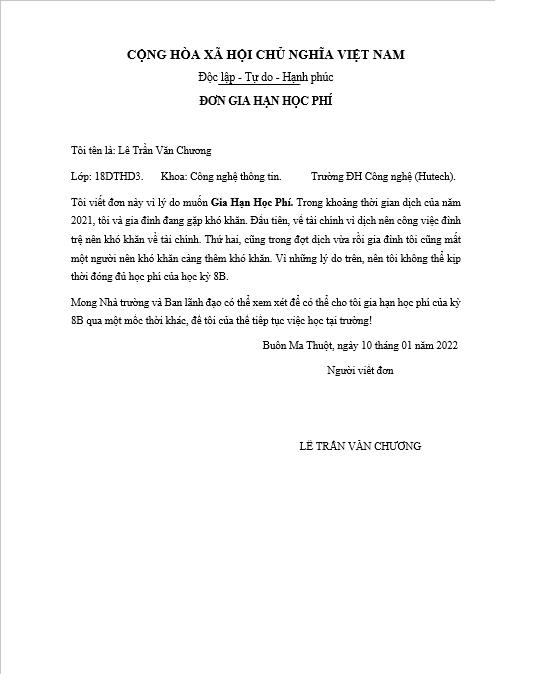 CỘNG HÒA XÃ HỘI CHỦ NGHĨA VIỆT NAM
Độc lập - Tự do - Hạnh phúc
ĐƠN GIA HẠN HỌC PHÍ
Tôi tên là: Lê Trần Văn Chương
Lớp: 18DTHD3. Khoa: Công nghệ thông tin. Trường ĐH Công nghệ (Hutech).
Tôi viết đơn này vì lý do muốn Gia Hạn Học Phí. Trong khoảng thời gian dịch của năm
2021, tôi và gia đình đang gặp khó khăn. Đầu tiên, về tài chính vì dịch nên công việc đình
trệ nên khó khăn về tài chính. Thứ hai, cũng trong đợt dịch vừa rồi gia đình tôi cũng mất
một người nên khó khăn càng thêm khó khăn. Vì những lý do trên, nên tôi không thể kịp
thời đóng đủ học phí của học kỳ 8B.
Mong Nhà trường và Ban lãnh đạo có thể xem xét để có thể cho tôi gia hạn học phí của kỳ
8B qua một mốc thời khác, để tôi của thể tiếp tục việc học tại trường!
Buôn Ma Thuột, ngày 10 tháng 01 năm 2022
Người viết đơn
LÊ TRẦN VĂN CHƯƠNG